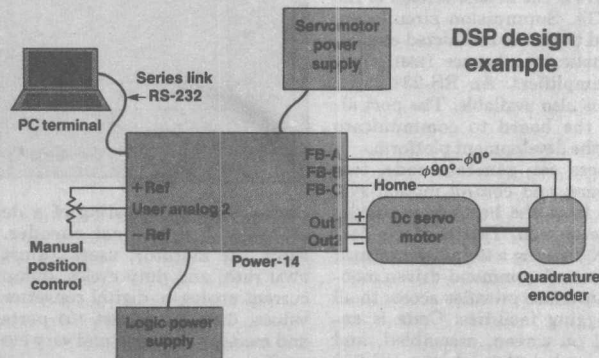 DSP design
example
Servomotor
power
supply
Series link
RS-232
PC terminal
FB-A
FB-B
FB-C
ϕ0°
ϕ90°
Home
+ Ref
User analog 2
− Ref
Manual
position
control
Out1
Out2
+
−
Power-14
Dc servo
motor
Quadrature
encoder
Logic power
supply